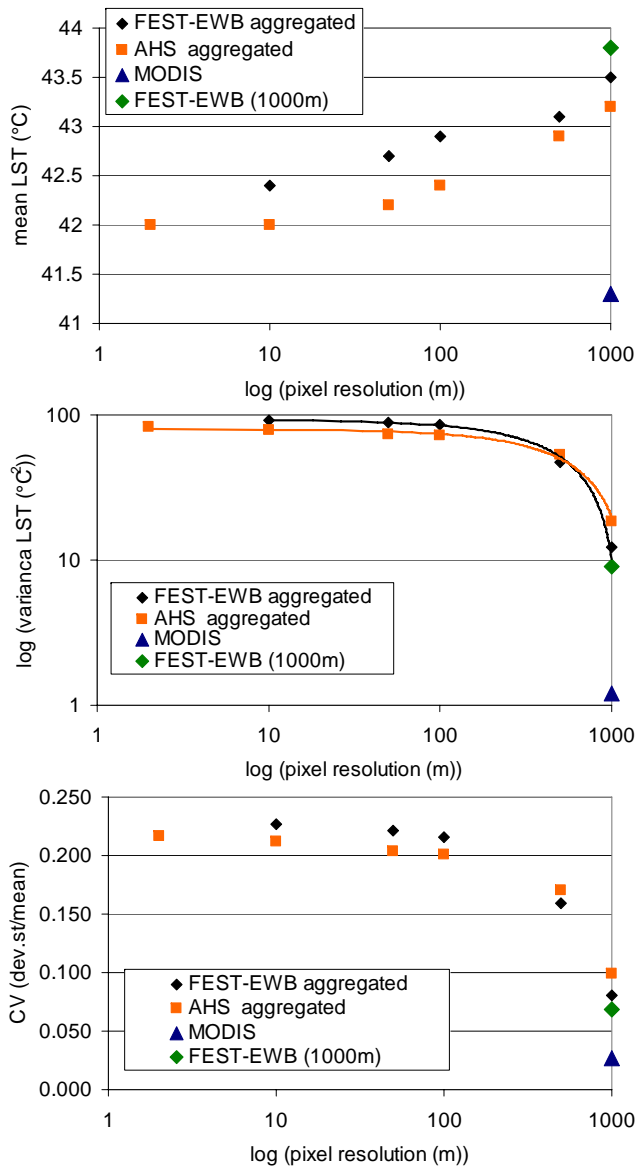 FEST-EWB aggregated
AHS aggregated
MODIS
FEST-EWB (1000m)
44
43.5
43
42.5
42
41.5
41
mean LST (°C)
1
10
100
1000
log (pixel resolution (m))
100
10
1
log (varianca LST (°C²))
FEST-EWB aggregated
AHS aggregated
MODIS
FEST-EWB (1000m)
1
10
100
1000
log (pixel resolution (m))
0.250
0.200
0.150
0.100
0.050
0.000
CV (dev.st/mean)
FEST-EWB aggregated
AHS aggregated
MODIS
FEST-EWB (1000m)
1
10
100
1000
log (pixel resolution (m))